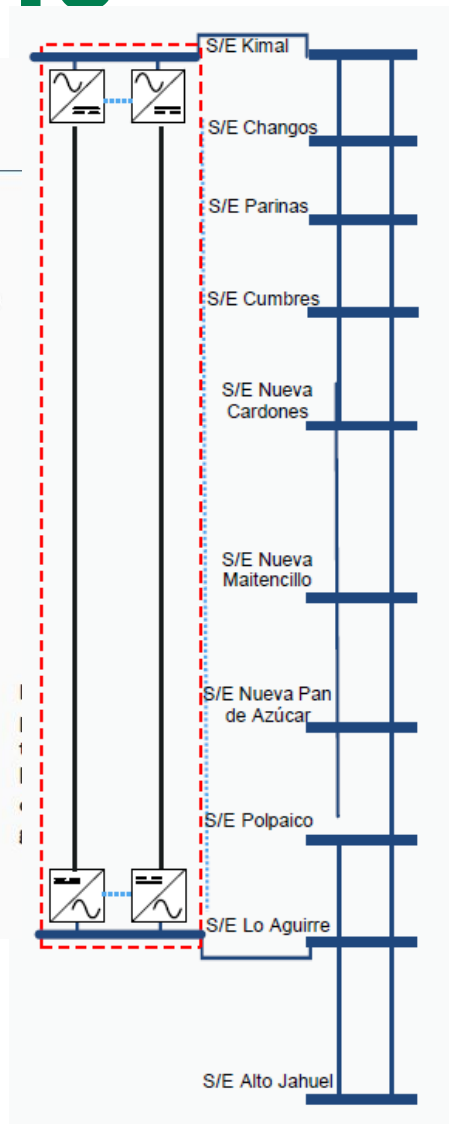 S/E Kimal
S/E Changos
S/E Parinas
S/E Cumbres
S/E Nueva
Cardones
S/E Nueva
Maitencillo
S/E Nueva Pan
de Azúcar
S/E Polpaico
S/E Lo Aguirre
S/E Alto Jahuel